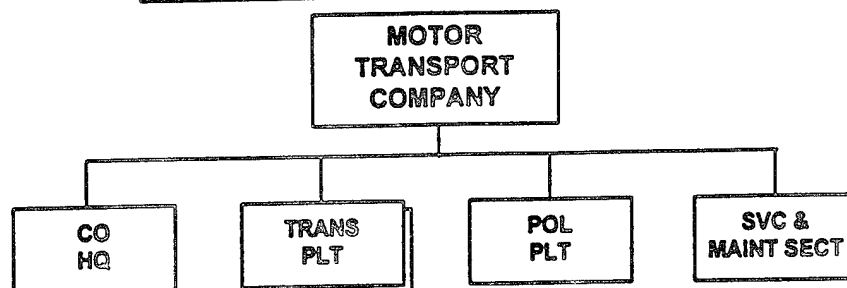 MOTOR
TRANSPORT
COMPANY
CO
HQ
TRANS
PLT
POL
PLT
SVC &
MAINT SECT